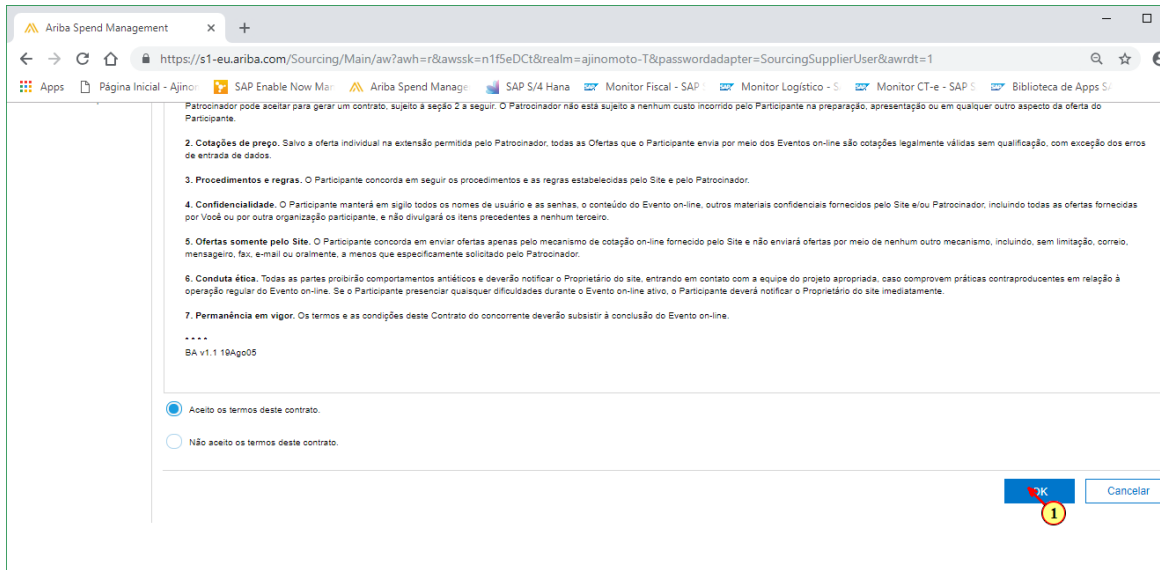 Ariba Spend Management
https://s1-eu.ariba.com/Sourcing/Main/aw?awh=r&awssk=n1f5eDCt&realm=ajinomoto-T&passwordadapter=SourcingSupplierUser&awrdt=1
Apps Página Inicial - Ajinor SAP Enable Now Mar Ariba Spend Manage SAP S/4 Hana Monitor Fiscal - SAP Monitor Logístico - S Monitor CT-e - SAP S Biblioteca de Apps SA
Patrocinador pode aceitar para gerar um contrato, sujeito à seção 2 a seguir. O Patrocinador não está sujeito a nenhum custo incorrido pelo Participante na preparação, apresentação ou em qualquer outro aspecto da oferta do
Participante.
2. Cotações de preço. Salvo a oferta individual na extensão permitida pelo Patrocinador, todas as Ofertas que o Participante envia por meio dos Eventos on-line são cotações legalmente válidas sem qualificação, com exceção dos erros
de entrada de dados.
3. Procedimentos e regras. O Participante concorda em seguir os procedimentos e as regras estabelecidas pelo Site e pelo Patrocinador.
4. Confidencialidade. O Participante manterá em sigilo todos os nomes de usuário e as senhas, o conteúdo do Evento on-line, outros materiais confidenciais fornecidos pelo Site e/ou Patrocinador, incluindo todas as ofertas fornecidas
por Você ou por outra organização participante, e não divulgará os itens precedentes a nenhum terceiro.
5. Ofertas somente pelo Site. O Participante concorda em enviar ofertas apenas pelo mecanismo de cotação on-line fornecido pelo Site e não enviará ofertas por meio de nenhum outro mecanismo, incluindo, sem limitação, correio,
mensageiro, fax, e-mail ou oralmente, a menos que especificamente solicitado pelo Patrocinador.
6. Conduta ética. Todas as partes proibirão comportamentos antiéticos e deverão notificar o Proprietário do site, entrando em contato com a equipe do projeto apropriada, caso comprovem práticas contraproducentes em relação à
operação regular do Evento on-line. Se o Participante presenciar quaisquer dificuldades durante o Evento on-line ativo, o Participante deverá notificar o Proprietário do site imediatamente.
7. Permanência em vigor. Os termos e as condições deste Contrato do concorrente deverão subsistir à conclusão do Evento on-line.
BA v1.1 19Ago05
Aceito os termos deste contrato.
Não aceito os termos deste contrato.
OK Cancelar
1